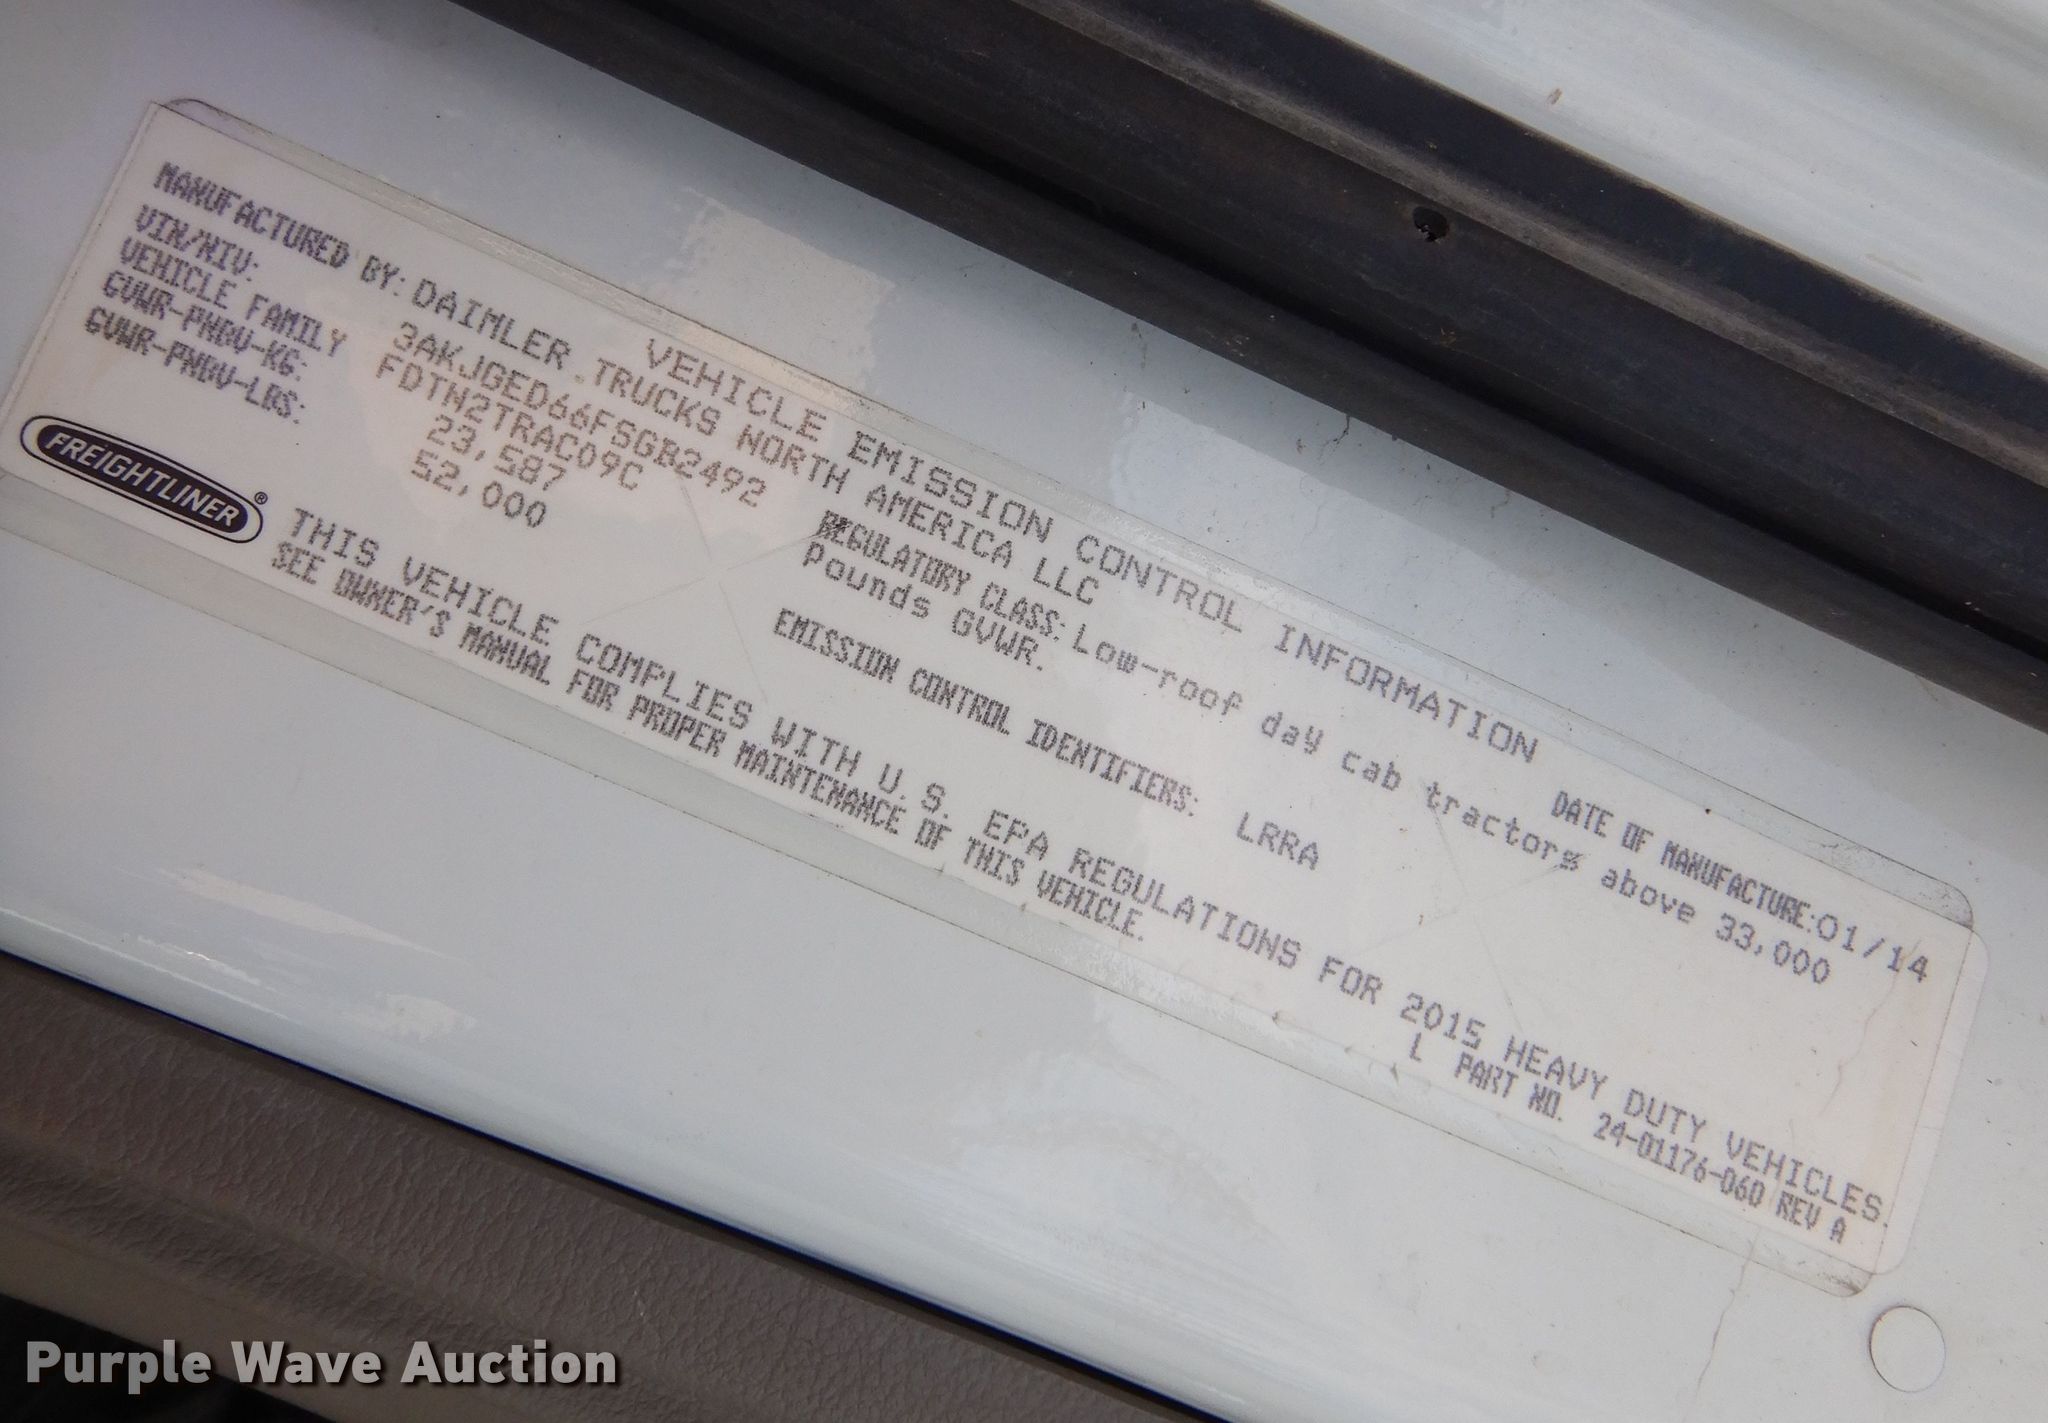 VEHICLE EMISSION CONTROL INFORMATION
MANUFACTURED BY: DAIMLER TRUCKS NORTH AMERICA LLC DATE OF MANUFACTURE: 01/14
VIN/NIV: 3AKJGED66FSGB2492 REGULATORY CLASS: Low-roof day cab tractors above 33,000
VEHICLE FAMILY FDTN2TRAC09C pounds GVWR.
GVWR-PNBV-KG: 23,587
GVWR-PNBV-LBS: 52,000 EMISSION CONTROL IDENTIFIERS: LRRA
FREIGHTLINER®
THIS VEHICLE COMPLIES WITH U.S. EPA REGULATIONS FOR 2015 HEAVY DUTY VEHICLES.
SEE OWNER'S MANUAL FOR PROPER MAINTENANCE OF THIS VEHICLE. L PART NO. 24-01176-060 REV A
Purple Wave Auction